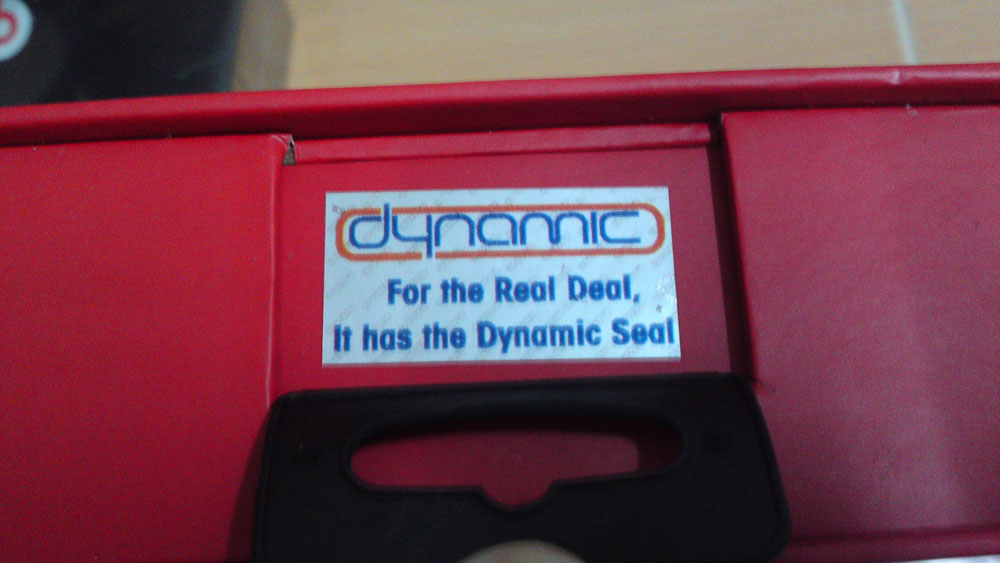 dynamic
For the Real Deal,
It has the Dynamic Seal